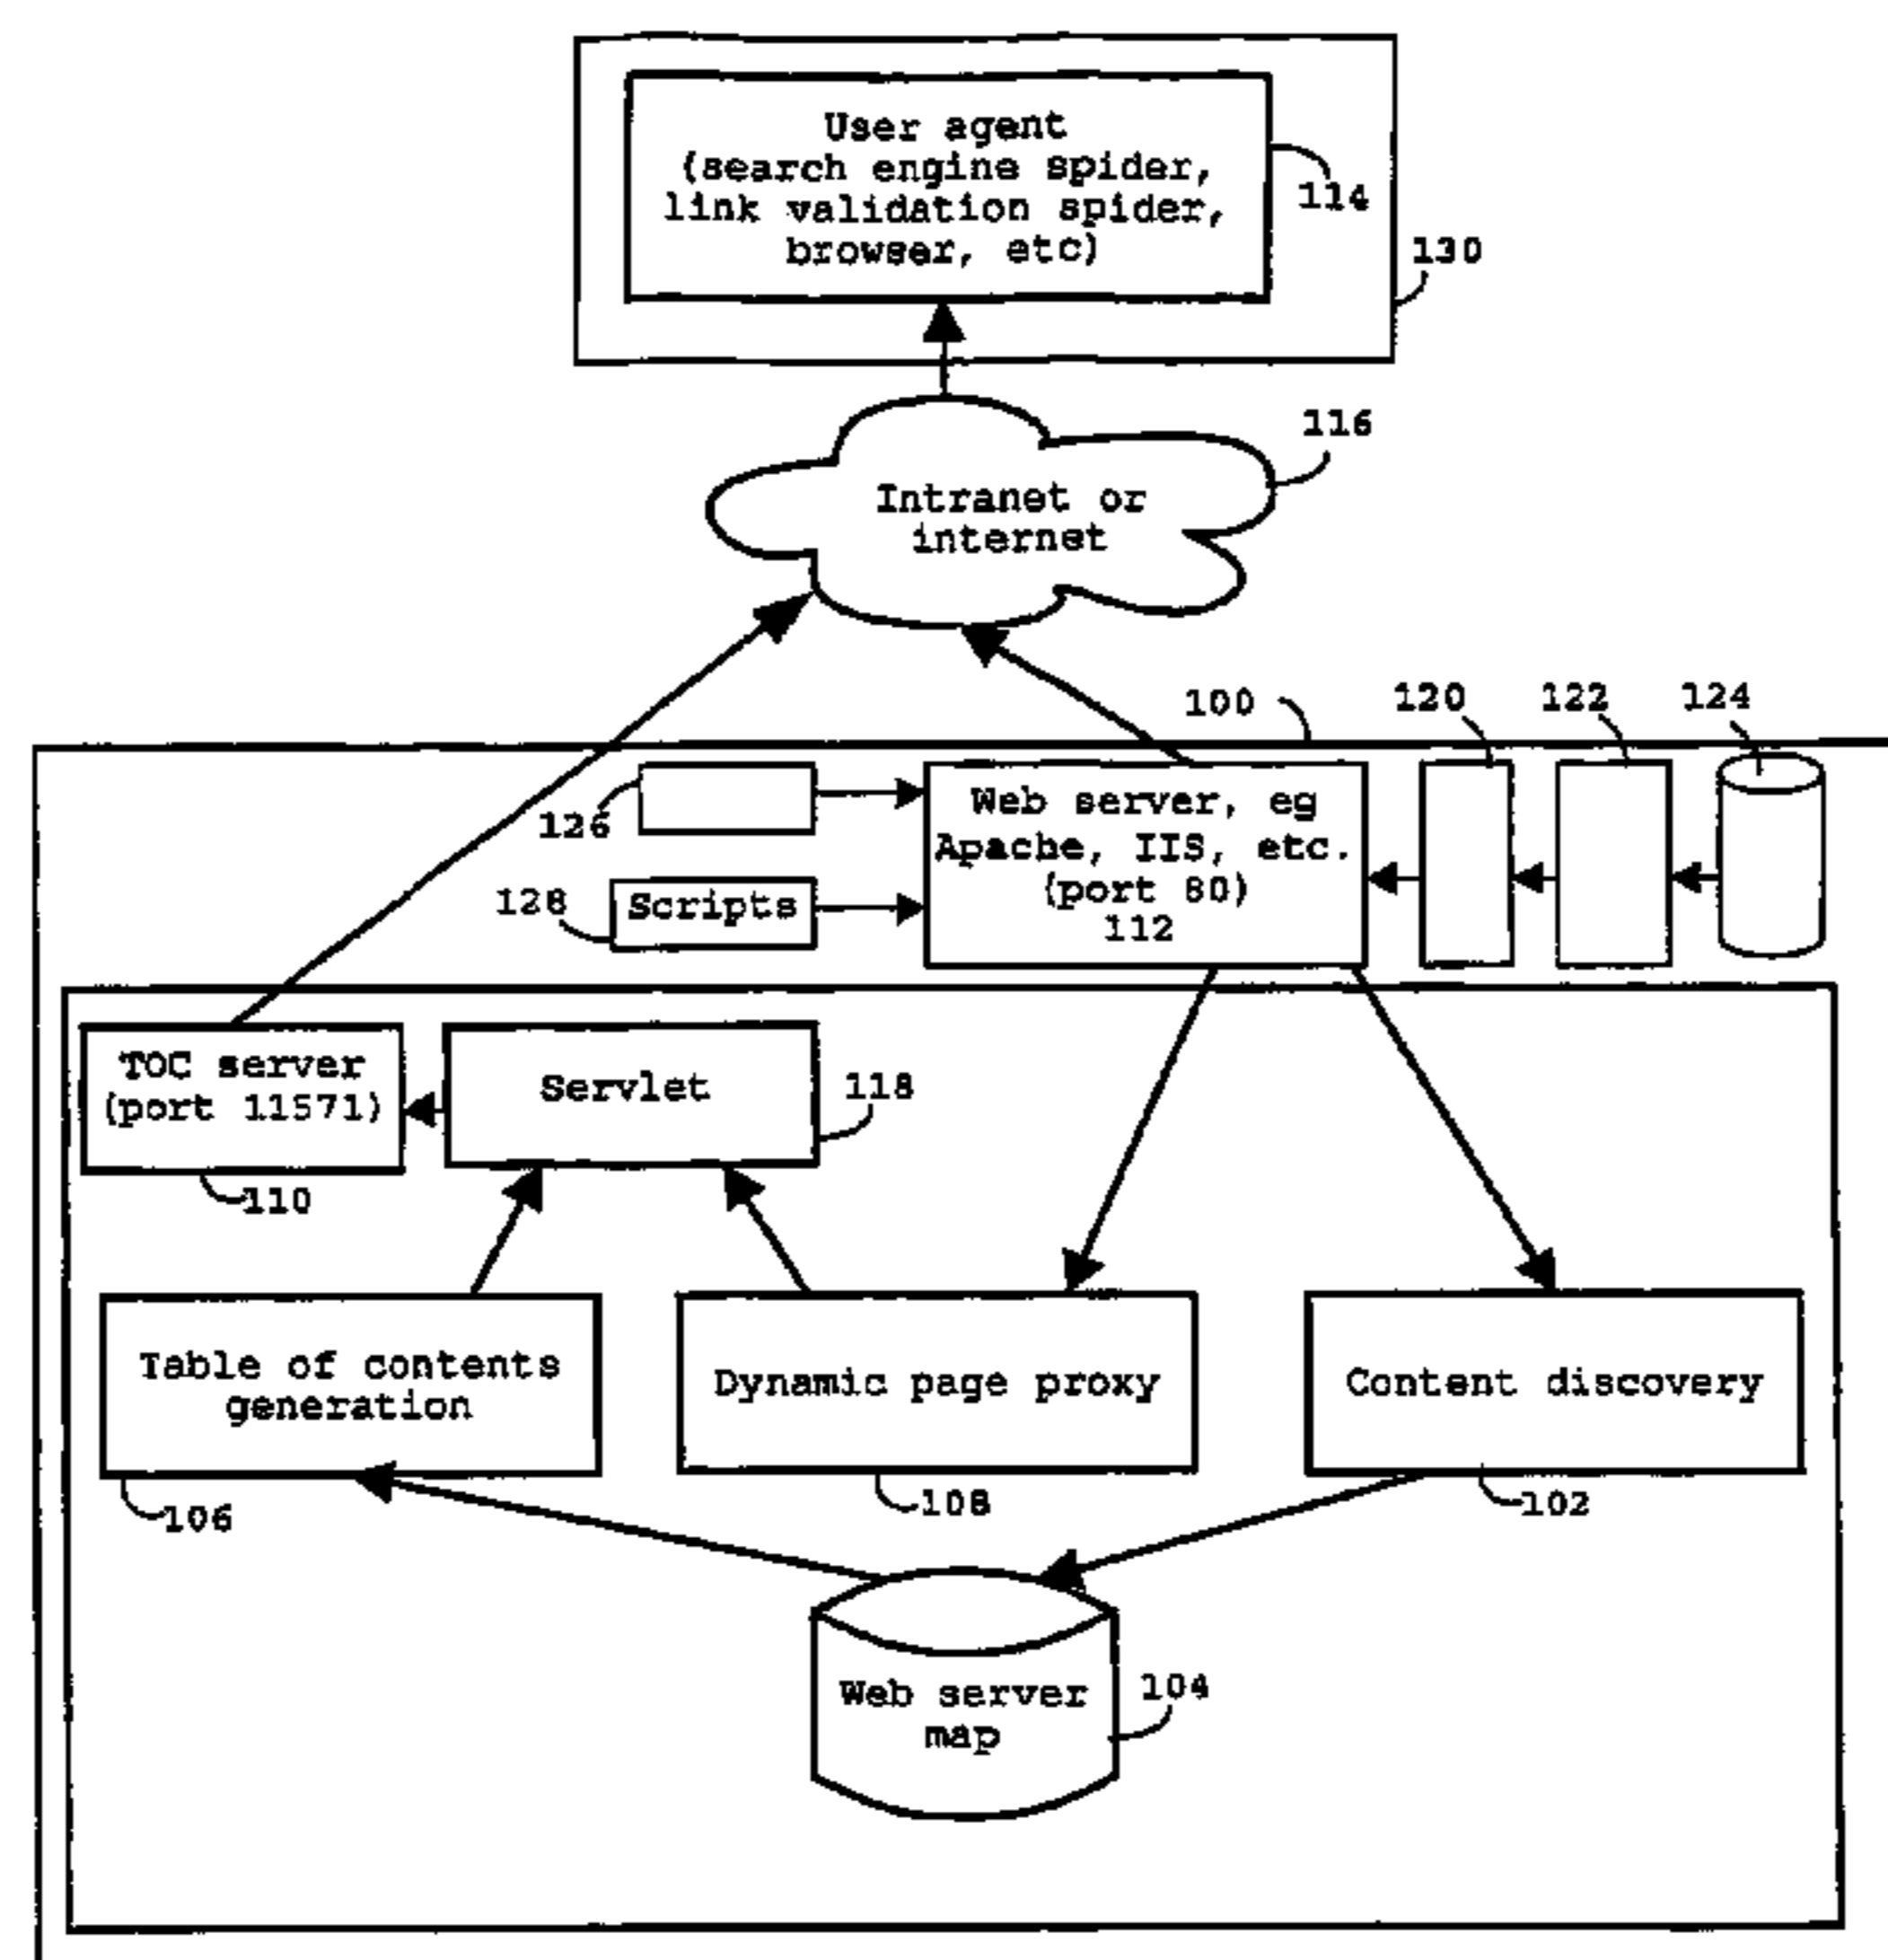 User agent
(search engine spider,
link validation spider,
browser, etc)
114
130
116
Intranet or
internet
100
120
122
124
126
Web server, eg
Apache, IIS, etc.
(port 80)
112
128
Scripts
TOC server
(port 11571)
110
Servlet
118
Table of contents
generation
106
Dynamic page proxy
108
Content discovery
102
Web server
map
104